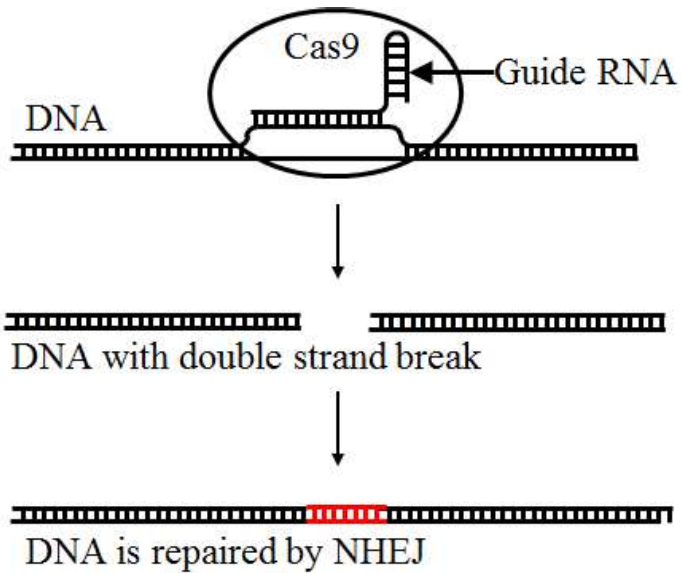 Cas9
Guide RNA
DNA
DNA with double strand break
DNA is repaired by NHEJ